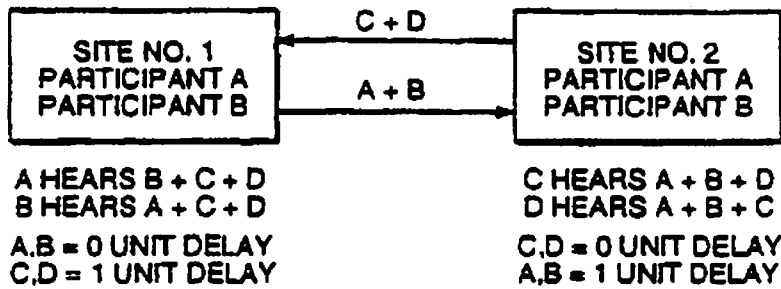 C + D
SITE NO. 1
PARTICIPANT A
PARTICIPANT B
A + B
SITE NO. 2
PARTICIPANT A
PARTICIPANT B
A HEARS B + C + D
B HEARS A + C + D
A,B = 0 UNIT DELAY
C,D = 1 UNIT DELAY
C HEARS A + B + D
D HEARS A + B + C
C,D = 0 UNIT DELAY
A,B = 1 UNIT DELAY